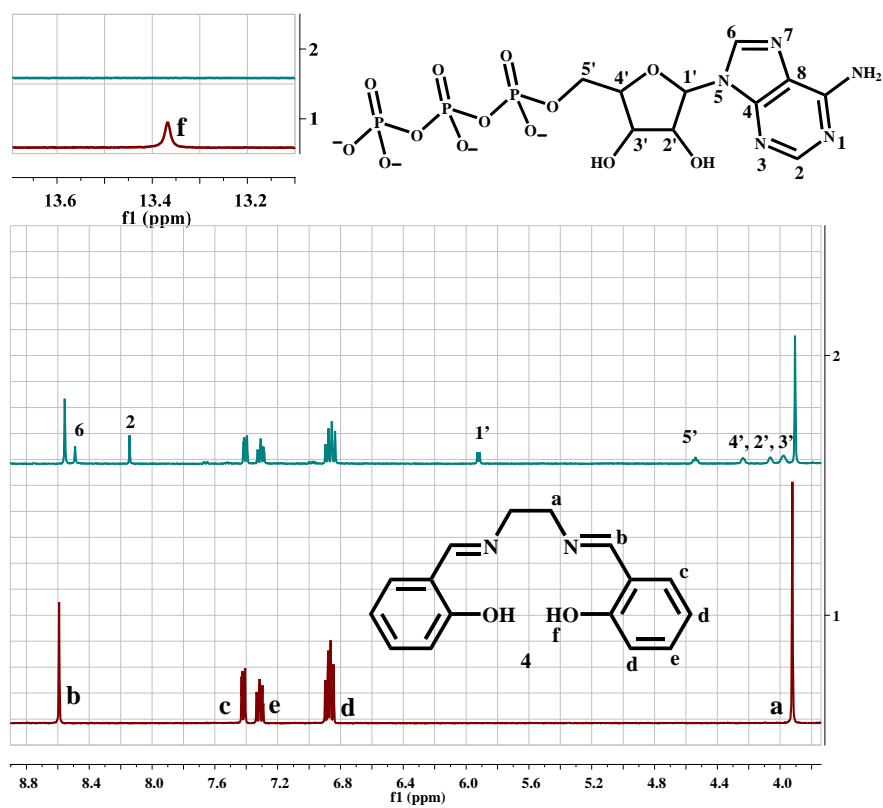 2
1
f
13.6 13.4 13.2
f1 (ppm)
O O O
P P P
O O O
O− O− O− O−
5' 4' O 1'
3' 2'
HO OH
6 N 7
N 5 8 NH2
4
N 3 N 1
2
2
6 2 1’ 5’ 4’, 2’, 3’
a
N N b
OH HO f
c
d
d e
4
1
b c e d a
8.8 8.4 8.0 7.6 7.2 6.8 6.4 6.0 5.6 5.2 4.8 4.4 4.0
f1 (ppm)